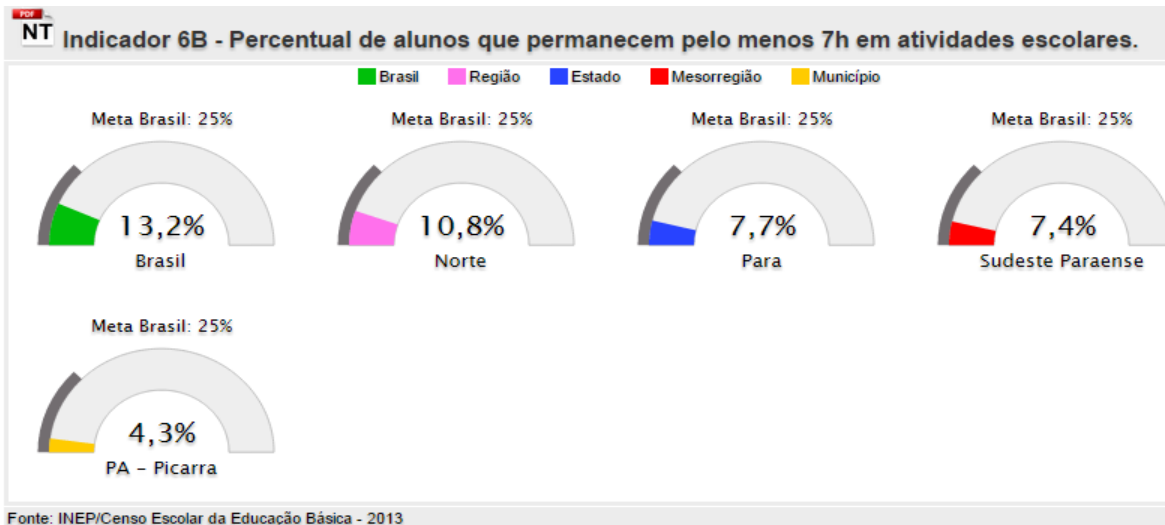 PDF
NT
Indicador 6B - Percentual de alunos que permanecem pelo menos 7h em atividades escolares.
Brasil Região Estado Mesorregião Município
Meta Brasil: 25% Meta Brasil: 25% Meta Brasil: 25% Meta Brasil: 25%
13,2% 10,8% 7,7% 7,4%
Brasil Norte Para Sudeste Paraense
Meta Brasil: 25%
4,3%
PA - Picarra
Fonte: INEP/Censo Escolar da Educação Básica - 2013